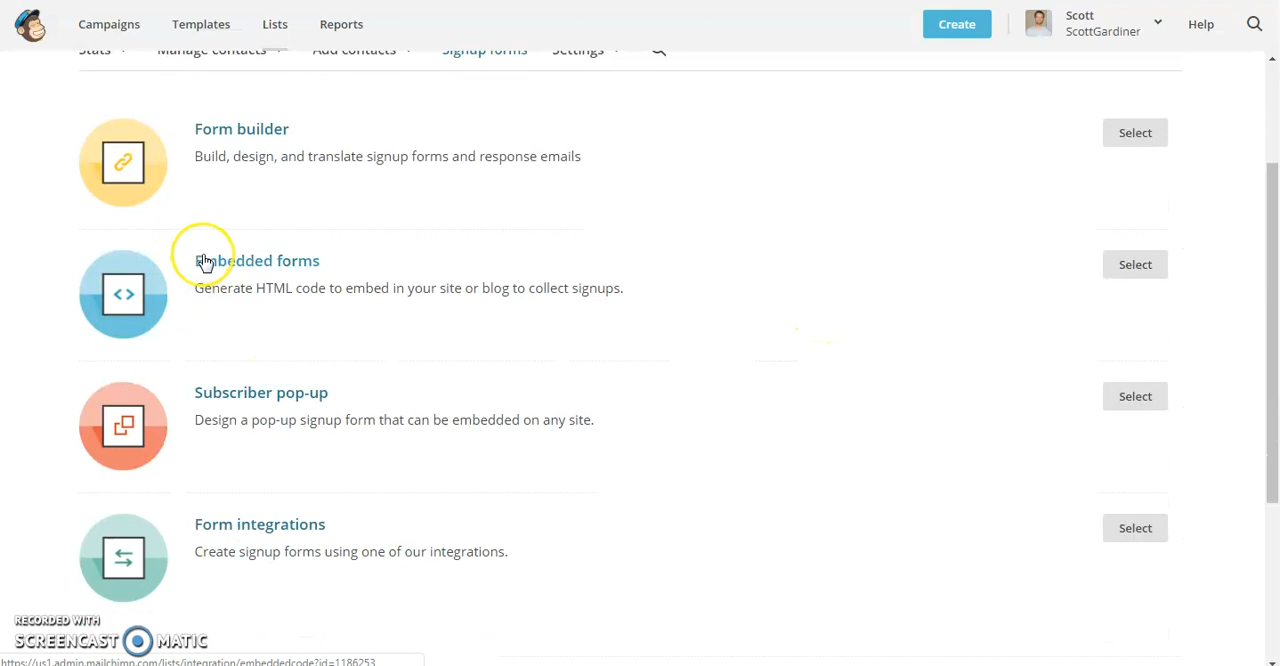 Campaigns Templates Lists Reports Create Scott Help
ScottGardiner
Stats Manage contacts Add contacts Signup forms Settings
Form builder Select
Build, design, and translate signup forms and response emails
Embedded forms Select
Generate HTML code to embed in your site or blog to collect signups.
Subscriber pop-up Select
Design a pop-up signup form that can be embedded on any site.
Form integrations Select
Create signup forms using one of our integrations.
RECORDED WITH
SCREENCAST MATIC
https://us1.admin.mailchimp.com/lists/integration/embeddedcode?id=1186253